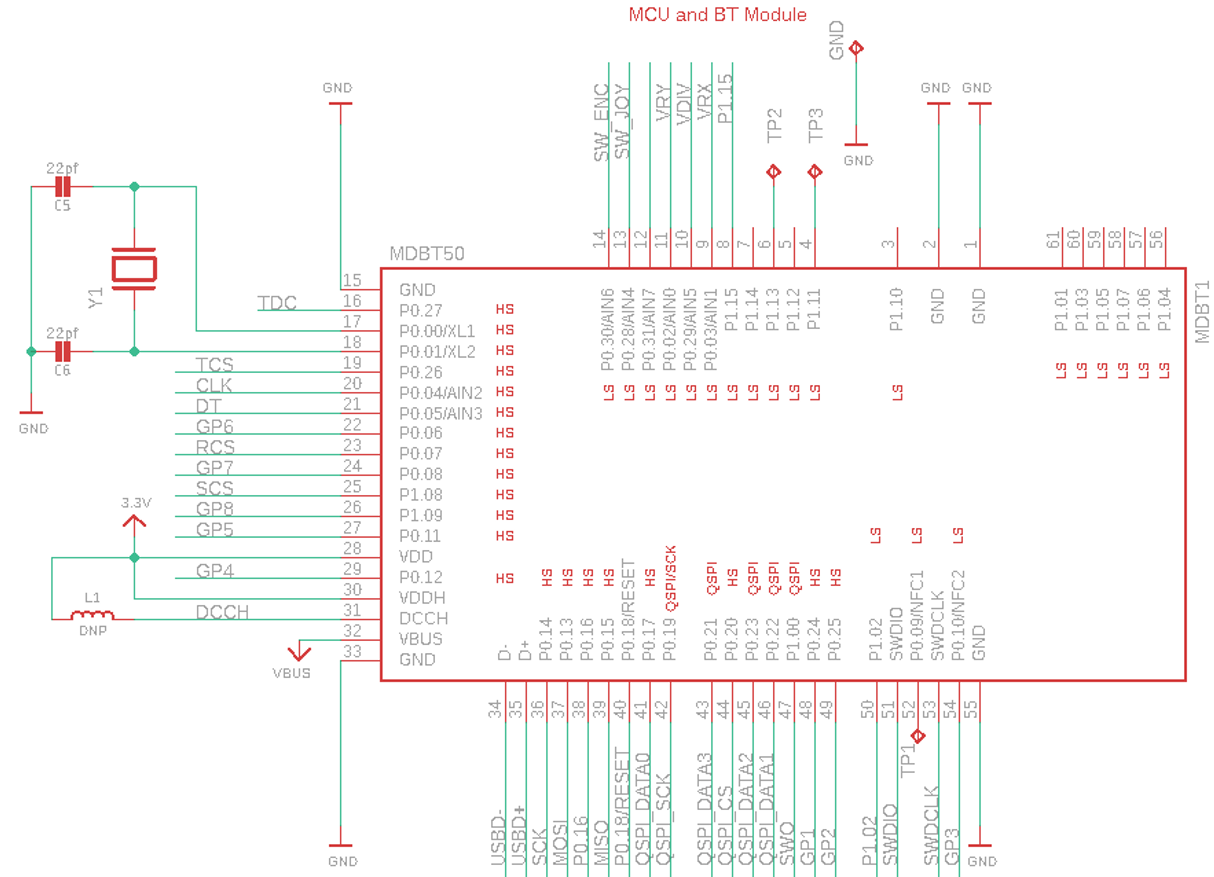 MCU and BT Module
GND
GND
GND
GND
GND
SW_ENC
SW_JOY
VRY
VDIV
VRX
P1.15
TP2
TP3
14
13
12
11
10
9
8
7
6
5
4
3
2
1
61
60
59
58
57
56
22pf
C5
Y1
22pf
C6
GND
MDBT50
MDBT1
15 GND
TDC 16 P0.27 HS
17 P0.00/XL1 HS
18 P0.01/XL2 HS
TCS 19 P0.26 HS
CLK 20 P0.04/AIN2 HS
DT 21 P0.05/AIN3 HS
GP6 22 P0.06 HS
RCS 23 P0.07 HS
GP7 24 P0.08 HS
SCS 25 P1.08 HS
GP8 26 P1.09 HS
GP5 27 P0.11 HS
3.3V
28 VDD
GP4 29 P0.12 HS
30 VDDH
L1
DNP
DCCH 31 DCCH
32 VBUS
VBUS
33 GND
GND
P0.30/AIN6 LS
P0.28/AIN4 LS
P0.31/AIN7 LS
P0.02/AIN0 LS
P0.29/AIN5 LS
P0.03/AIN1 LS
P1.15 LS
P1.14 LS
P1.13 LS
P1.12 LS
P1.11 LS
P1.10 LS
GND
GND
P1.01 LS
P1.03 LS
P1.05 LS
P1.07 LS
P1.06 LS
P1.04 LS
D-
D+
P0.14 HS
P0.13 HS
P0.16 HS
P0.15 HS
P0.18/RESET
P0.17 HS
P0.19 QSPI/SCK
P0.21 QSPI
P0.20 HS
P0.23 QSPI
P0.22 QSPI
P1.00 QSPI
P0.24 HS
P0.25 HS
P1.02 LS
SWDIO
P0.09/NFC1 LS
SWDCLK
P0.10/NFC2 LS
GND
34
35
36
37
38
39
40
41
42
43
44
45
46
47
48
49
50
51
52
53
54
55
USBD-
USBD+
SCK
MOSI
P0.16
MISO
P0.18/RESET
QSPI_DATA0
QSPI_SCK
QSPI_DATA3
QSPI_CS
QSPI_DATA2
QSPI_DATA1
SWO
GP1
GP2
P1.02
SWDIO
TP1
SWDCLK
GP3
GND